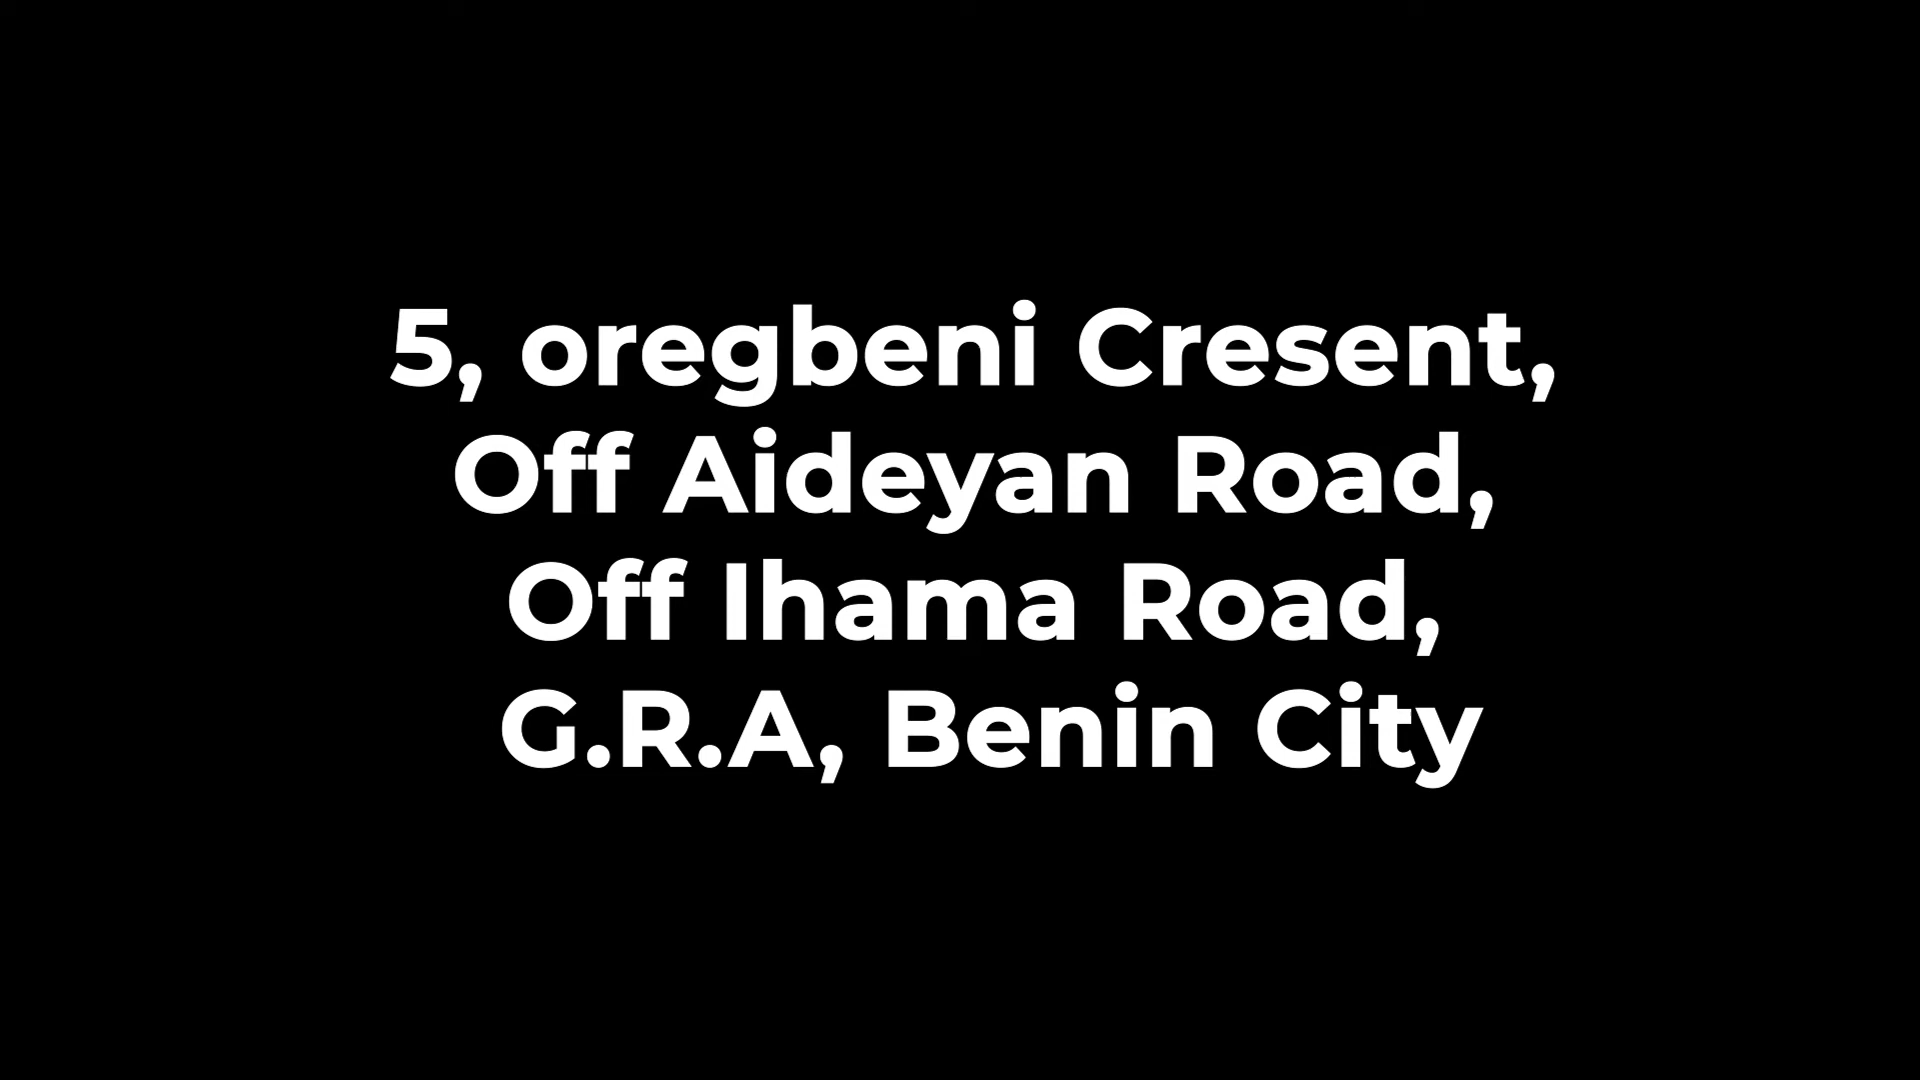 5, oregbeni Cresent,
Off Aideyan Road,
Off Ihama Road,
G.R.A, Benin City